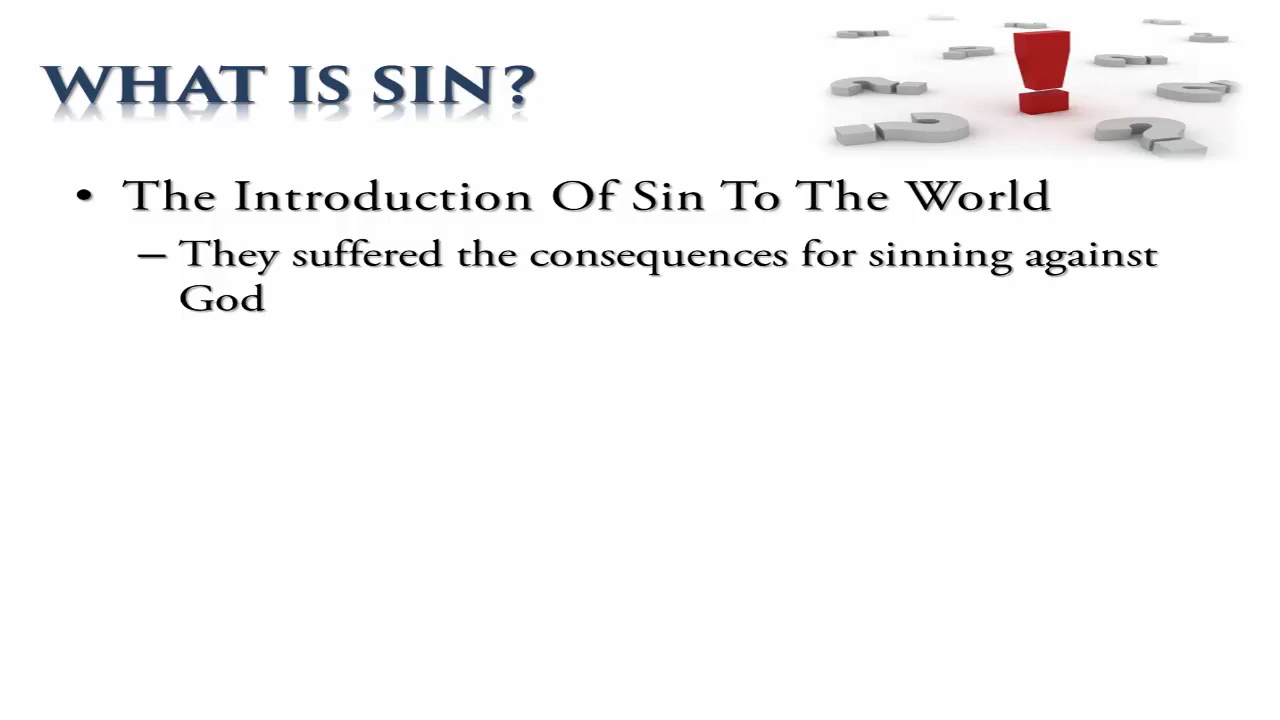 WHAT IS SIN?
• The Introduction Of Sin To The World
– They suffered the consequences for sinning against
God